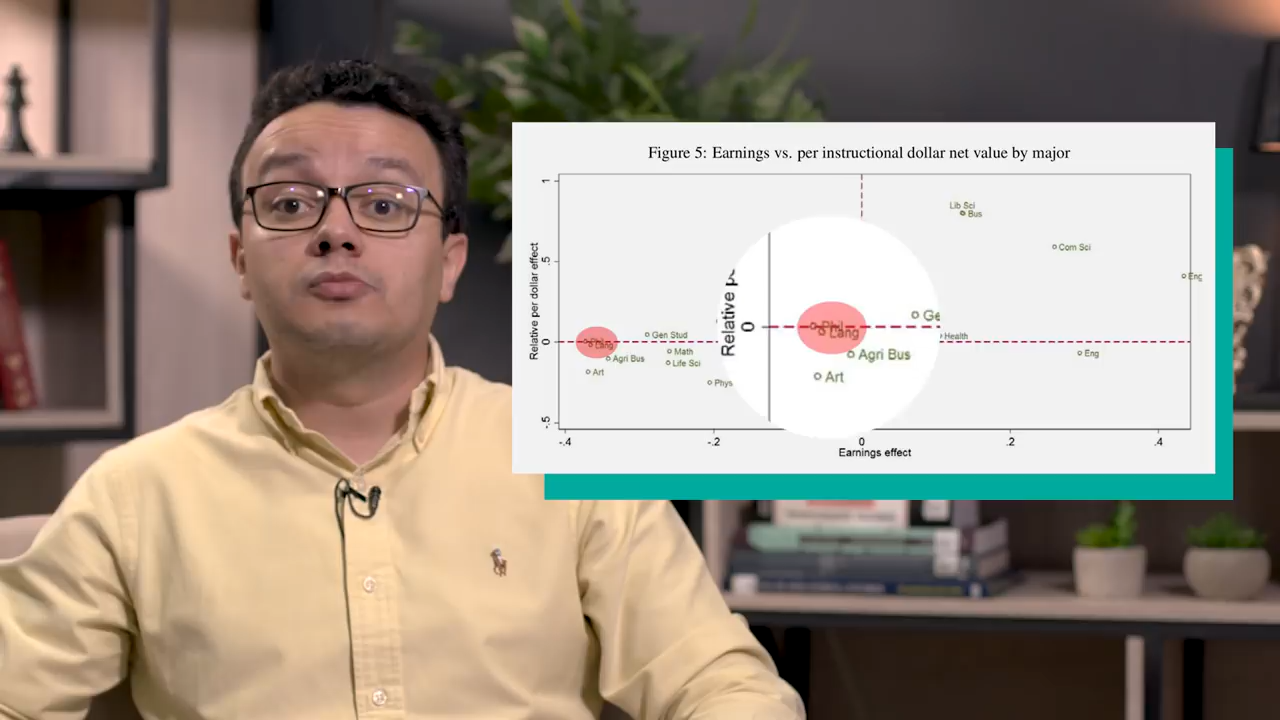 Figure 5: Earnings vs. per instructional dollar net value by major
1
Lib Sci
Bus
Com Sci
Relative per dollar effect
.5
Eng
Relative p
0
Phil
Lang
Ge
Agri Bus
Art
Gen Stud
Health
0
Phil
Lang
Math
Eng
Agri Bus
Life Sci
Art
Phys
-.5
-.4
-.2
0
.2
.4
Earnings effect